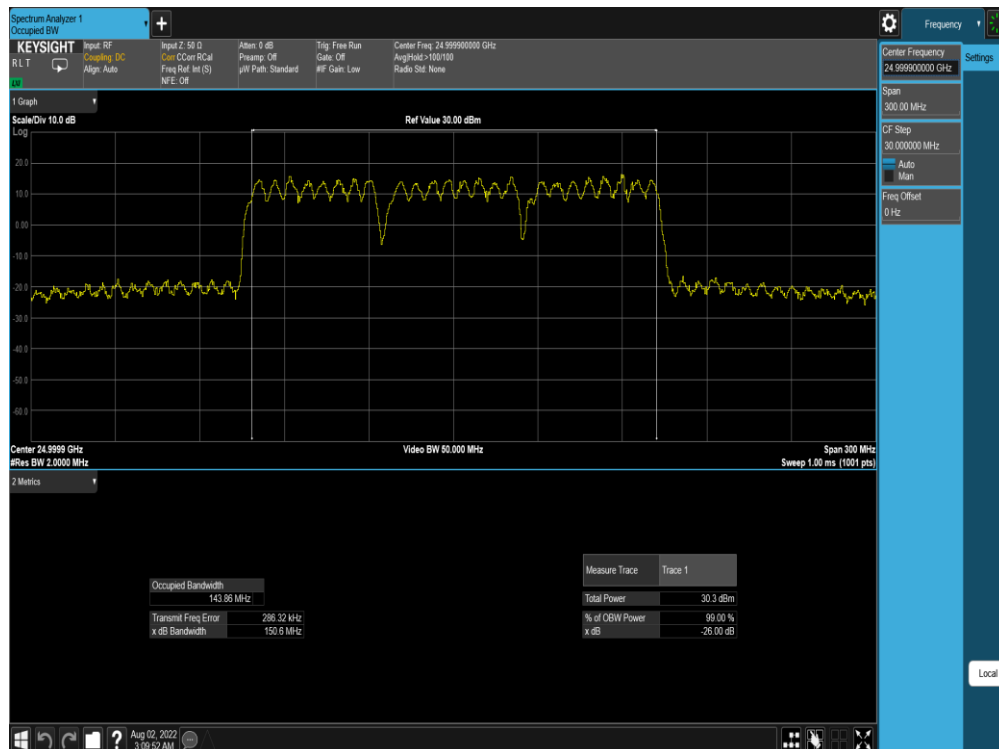 Spectrum Analyzer 1
Occupied BW
+
Frequency
KEYSIGHT
R L T
LXI
Input: RF
Coupling: DC
Align: Auto
Input Z: 50 Ω
Corr CCorr RCal
Freq Ref: Int (S)
NFE: Off
Atten: 0 dB
Preamp: Off
µW Path: Standard
Trig: Free Run
Gate: Off
#IF Gain: Low
Center Freq: 24.999900000 GHz
Avg|Hold:>100/100
Radio Std: None
Center Frequency
24.999900000 GHz
Settings
Span
300.00 MHz
CF Step
30.000000 MHz
Auto
Man
Freq Offset
0 Hz
1 Graph
Scale/Div 10.0 dB
Ref Value 30.00 dBm
Log
20.0
10.0
0.00
-10.0
-20.0
-30.0
-40.0
-50.0
-60.0
Center 24.9999 GHz
Video BW 50.000 MHz
Span 300 MHz
#Res BW 2.0000 MHz
Sweep 1.00 ms (1001 pts)
2 Metrics
Measure Trace
Trace 1
Occupied Bandwidth
143.86 MHz
Total Power
30.3 dBm
Transmit Freq Error
286.32 kHz
% of OBW Power
99.00 %
x dB Bandwidth
150.6 MHz
x dB
-26.00 dB
Local
?
Aug 02, 2022
3:09:52 AM